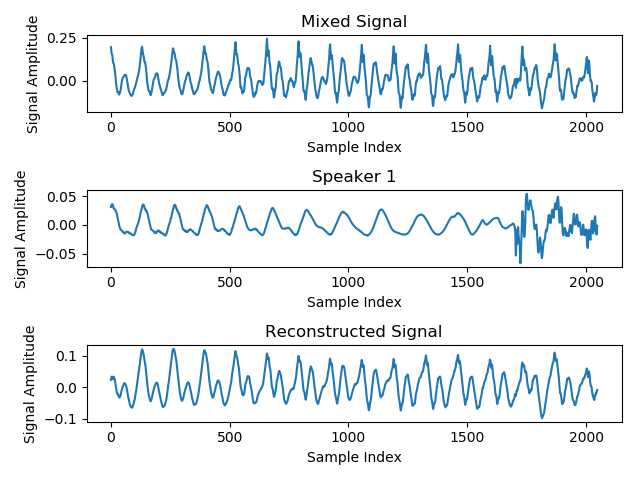 Mixed Signal
Signal Amplitude
0.25
0.00
0
500
1000
1500
2000
Sample Index
Speaker 1
Signal Amplitude
0.05
0.00
−0.05
0
500
1000
1500
2000
Sample Index
Reconstructed Signal
Signal Amplitude
0.1
0.0
−0.1
0
500
1000
1500
2000
Sample Index